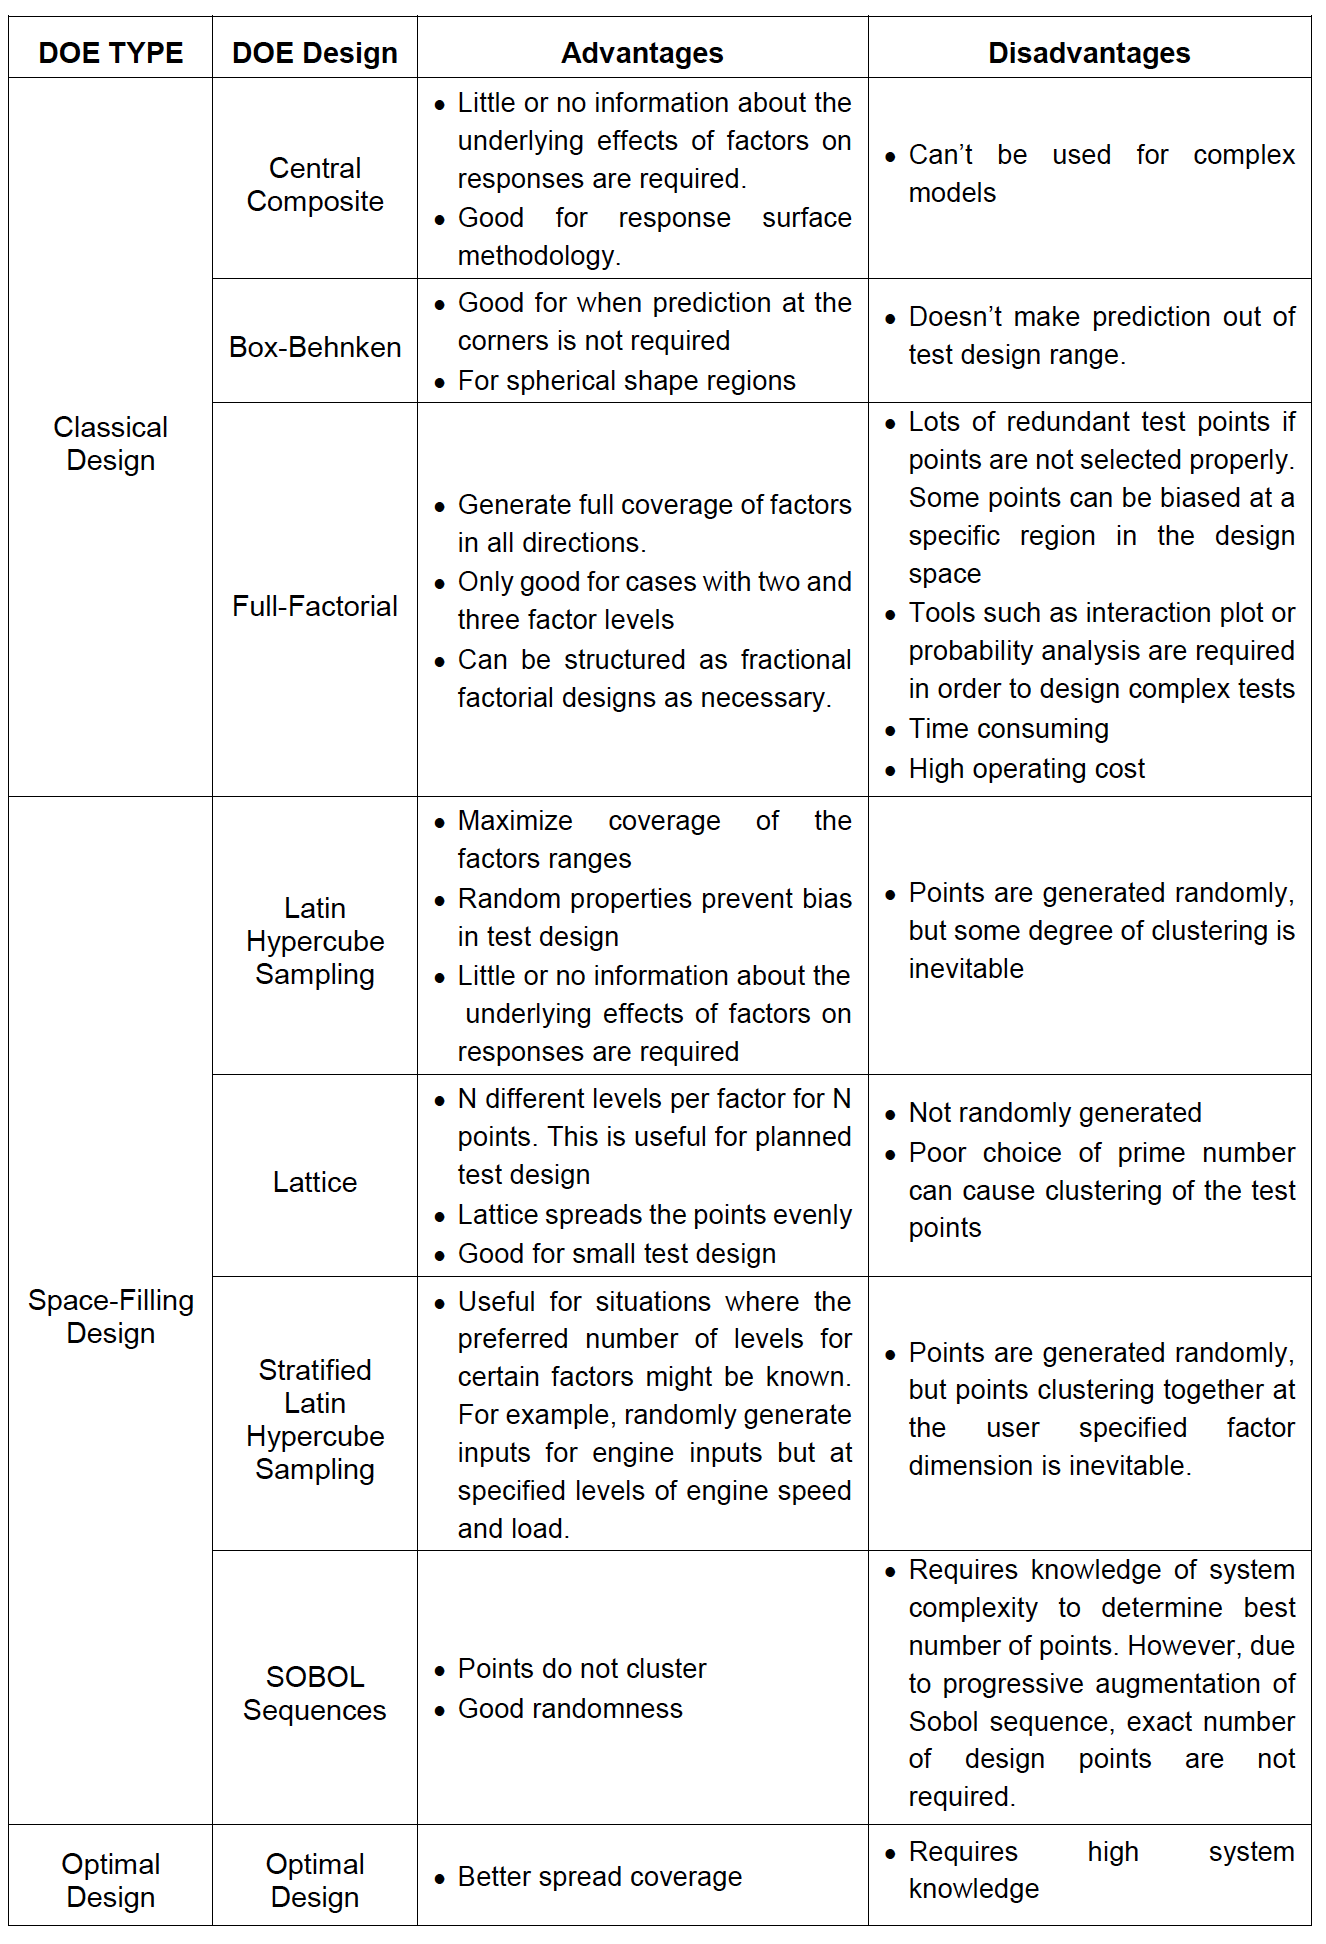 DOE TYPE
DOE Design
Advantages
Disadvantages
Classical
Design
Central
Composite
• Little or no information about the
underlying effects of factors on
responses are required.
• Good for response surface
methodology.
• Can’t be used for complex
models
Box-Behnken
• Good for when prediction at the
corners is not required
• For spherical shape regions
• Doesn’t make prediction out of
test design range.
Full-Factorial
• Generate full coverage of factors
in all directions.
• Only good for cases with two and
three factor levels
• Can be structured as fractional
factorial designs as necessary.
• Lots of redundant test points if
points are not selected properly.
Some points can be biased at a
specific region in the design
space
• Tools such as interaction plot or
probability analysis are required
in order to design complex tests
• Time consuming
• High operating cost
Space-Filling
Design
Latin
Hypercube
Sampling
• Maximize coverage of the
factors ranges
• Random properties prevent bias
in test design
• Little or no information about the
underlying effects of factors on
responses are required
• Points are generated randomly,
but some degree of clustering is
inevitable
Lattice
• N different levels per factor for N
points. This is useful for planned
test design
• Lattice spreads the points evenly
• Good for small test design
• Not randomly generated
• Poor choice of prime number
can cause clustering of the test
points
Stratified
Latin
Hypercube
Sampling
• Useful for situations where the
preferred number of levels for
certain factors might be known.
For example, randomly generate
inputs for engine inputs but at
specified levels of engine speed
and load.
• Points are generated randomly,
but points clustering together at
the user specified factor
dimension is inevitable.
SOBOL
Sequences
• Points do not cluster
• Good randomness
• Requires knowledge of system
complexity to determine best
number of points. However, due
to progressive augmentation of
Sobol sequence, exact number
of design points are not
required.
Optimal
Design
Optimal
Design
• Better spread coverage
• Requires high system
knowledge